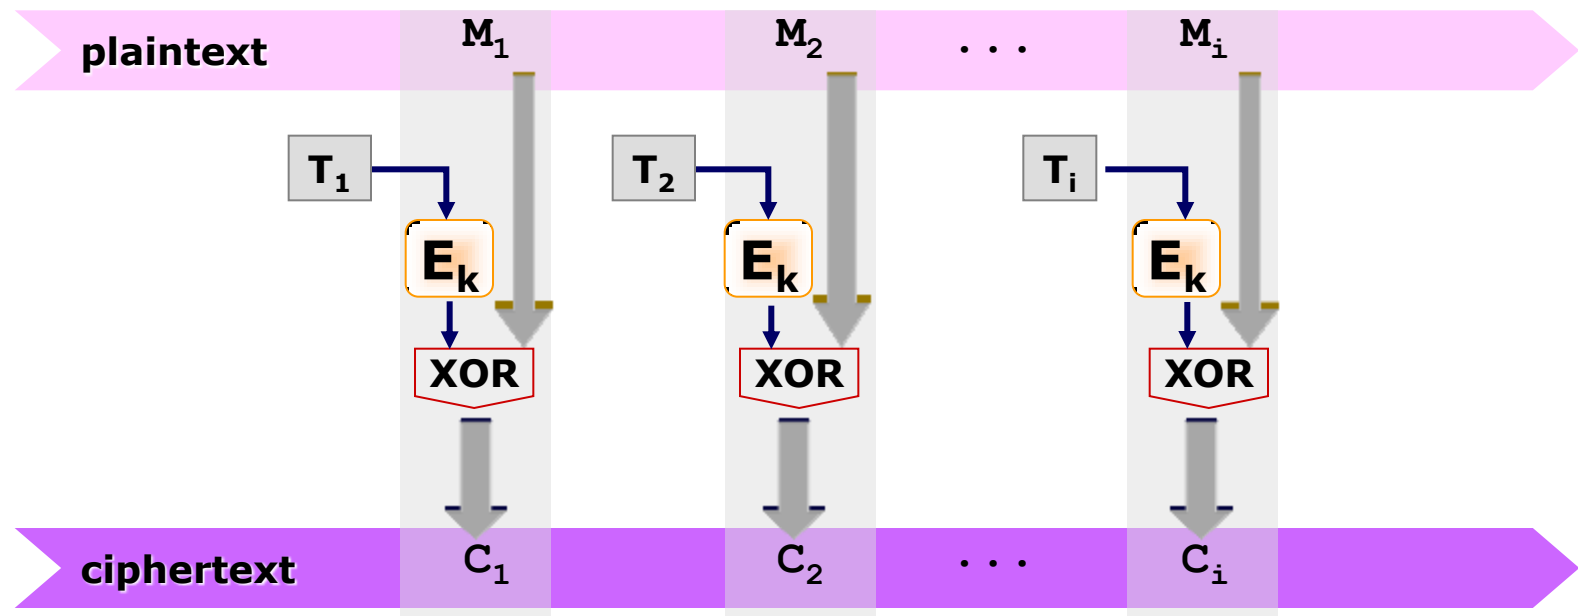 plaintext M₁ M₂ . . . Mᵢ
T₁ T₂ Tᵢ
Eₖ Eₖ Eₖ
XOR XOR XOR
ciphertext C₁ C₂ . . . Cᵢ